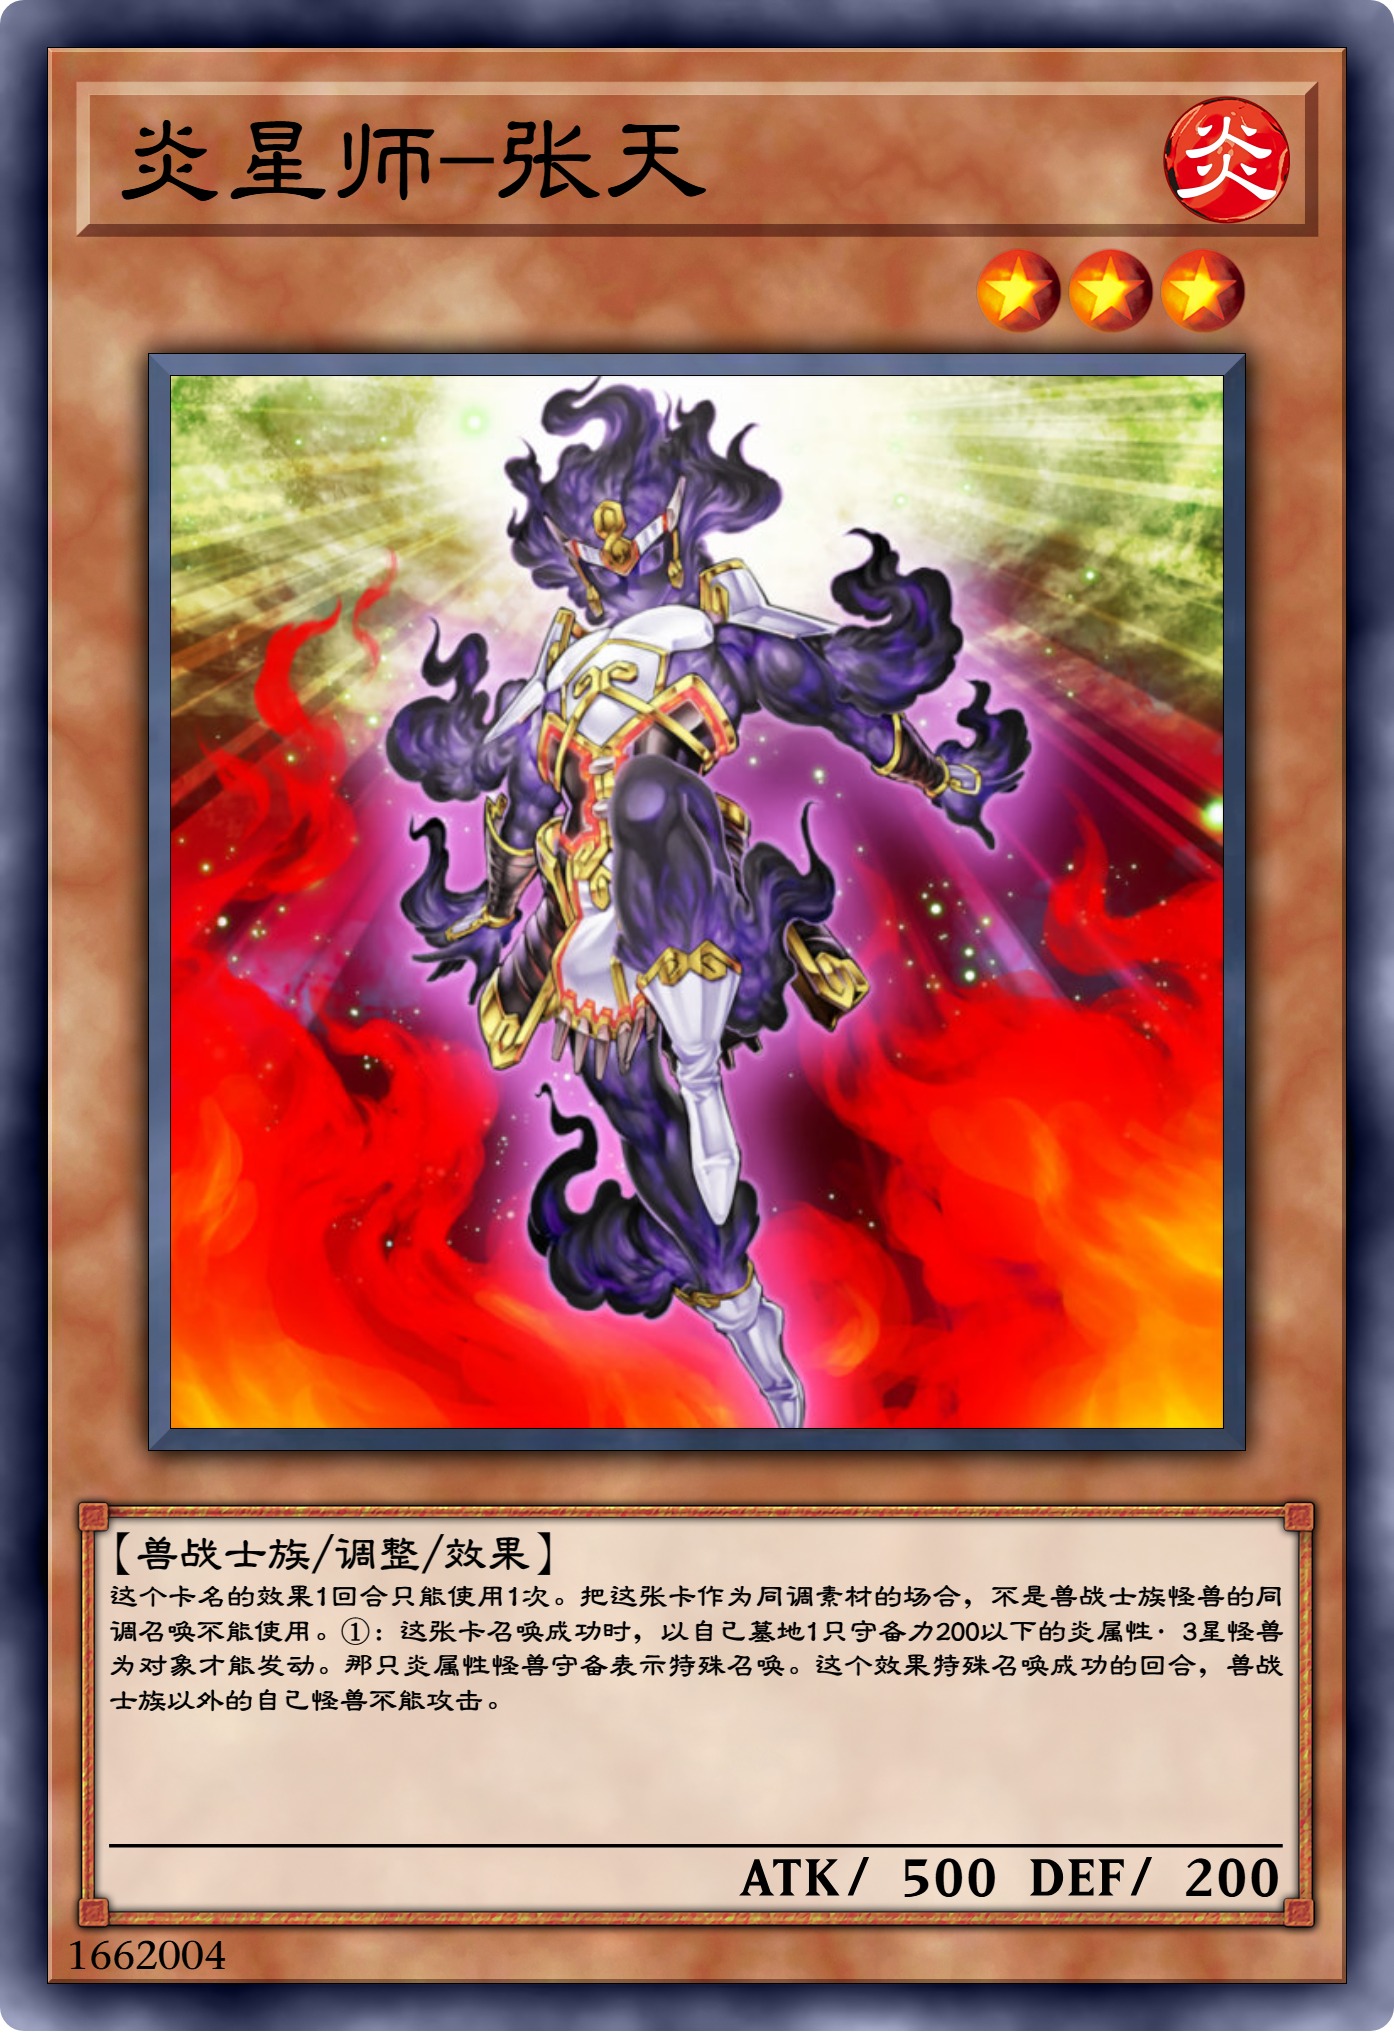 炎星师-张天
炎
【兽战士族/调整/效果】
这个卡名的效果1回合只能使用1次。把这张卡作为同调素材的场合，不是兽战士族怪兽的同
调召唤不能使用。①：这张卡召唤成功时，以自己墓地1只守备力200以下的炎属性·3星怪兽
为对象才能发动。那只炎属性怪兽守备表示特殊召唤。这个效果特殊召唤成功的回合，兽战
士族以外的自己怪兽不能攻击。
ATK/ 500 DEF/ 200
1662004